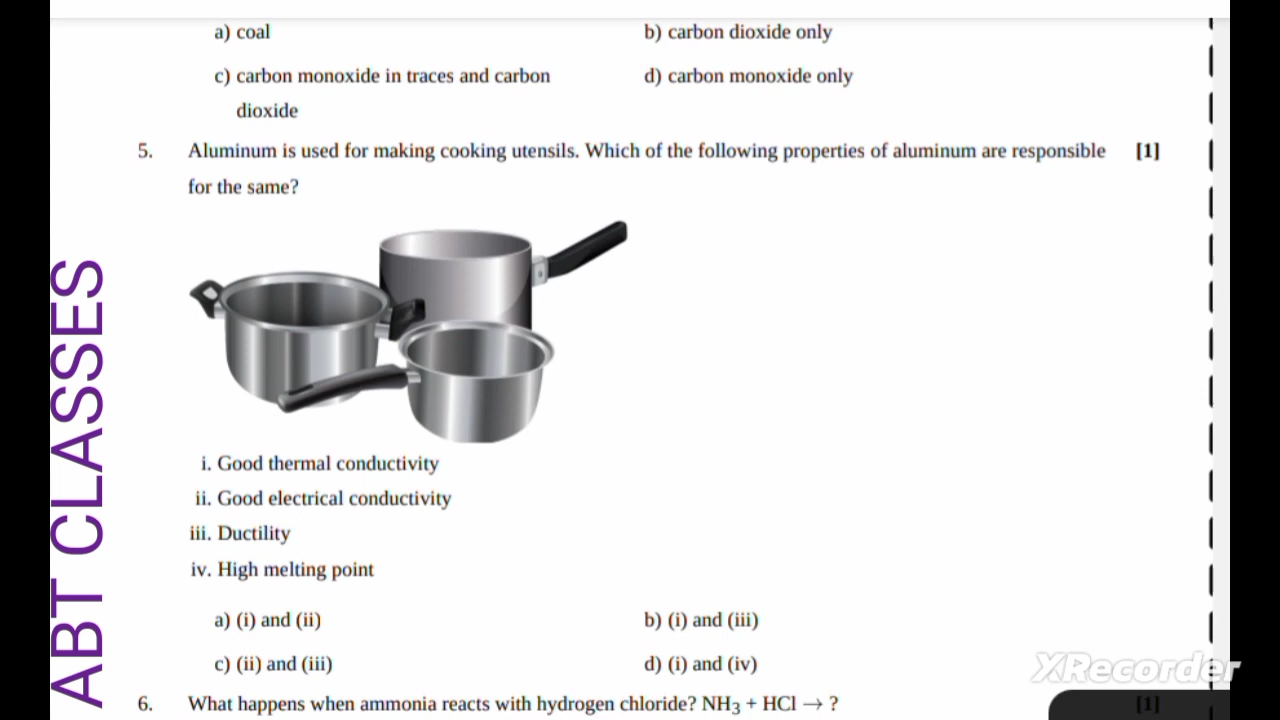 a) coal
b) carbon dioxide only
c) carbon monoxide in traces and carbon
dioxide
d) carbon monoxide only
5. Aluminum is used for making cooking utensils. Which of the following properties of aluminum are responsible [1]
for the same?
i. Good thermal conductivity
ii. Good electrical conductivity
iii. Ductility
iv. High melting point
a) (i) and (ii)
b) (i) and (iii)
c) (ii) and (iii)
d) (i) and (iv)
6. What happens when ammonia reacts with hydrogen chloride? NH₃ + HCl → ? [1]
ABT CLASSES
XRecorder